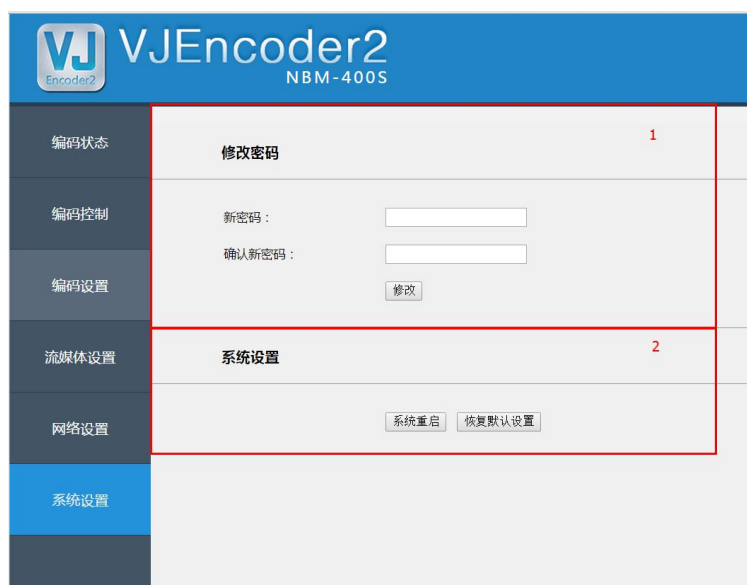 VJ
Encoder2
VJEncoder2
NBM-400S
编码状态
编码控制
编码设置
流媒体设置
网络设置
系统设置
1
修改密码
新密码：
确认新密码：
修改
2
系统设置
系统重启 恢复默认设置